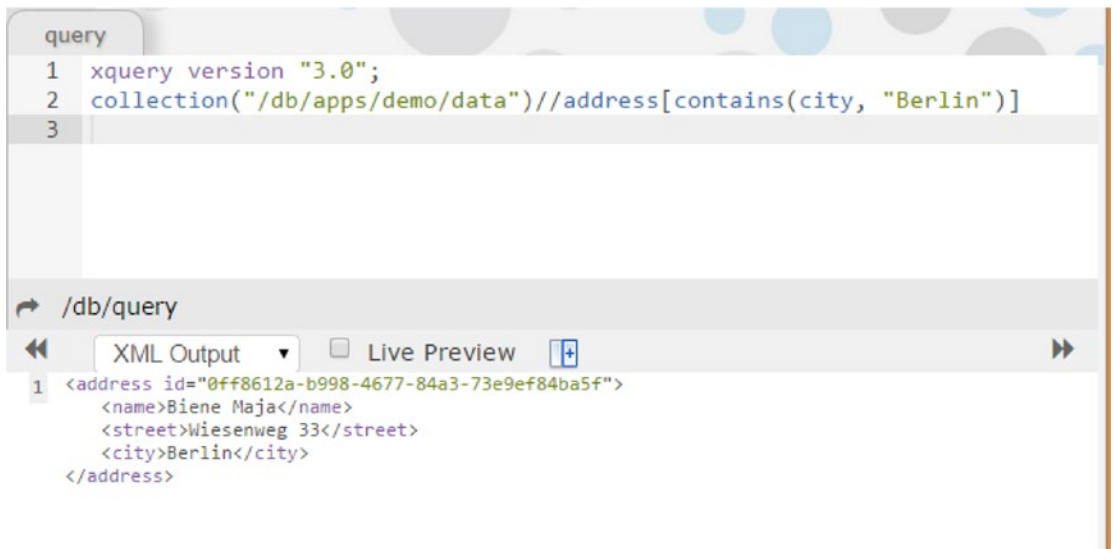 query
1 xquery version "3.0";
2 collection("/db/apps/demo/data")//address[contains(city, "Berlin")]
3
/db/query
XML Output Live Preview
1 <address id="0ff8612a-b998-4677-84a3-73e9ef84ba5f">
<name>Biene Maja</name>
<street>Wiesenweg 33</street>
<city>Berlin</city>
</address>